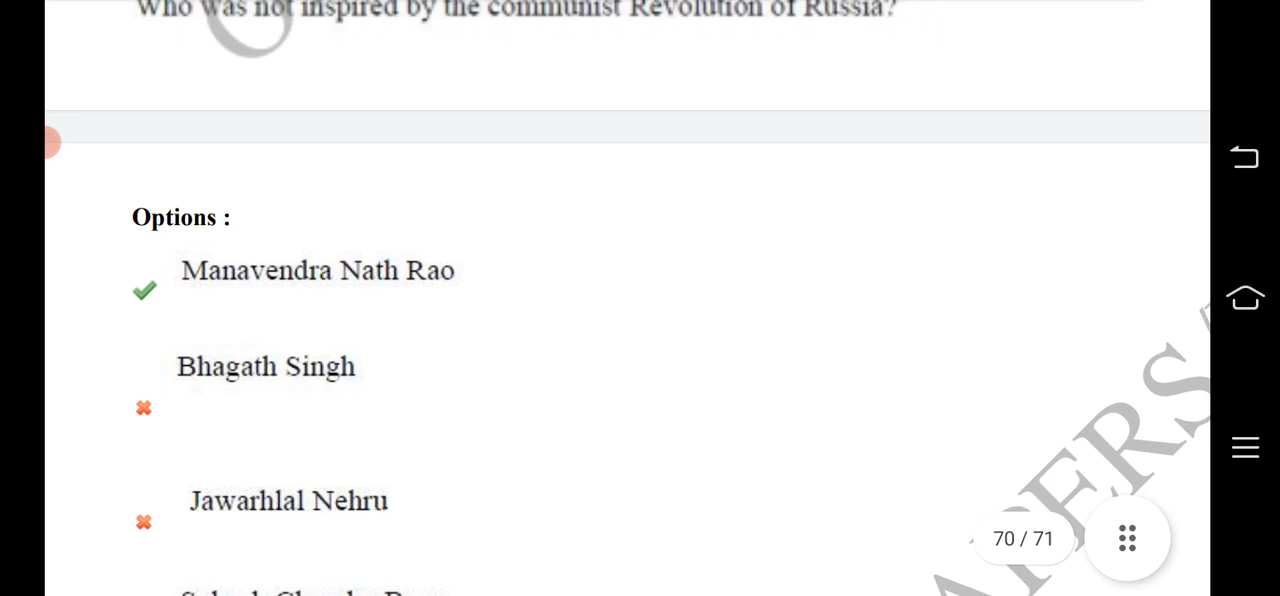 Who was not inspired by the communist Revolution of Russia?
Options :
Manavendra Nath Rao
Bhagath Singh
Jawarhlal Nehru
70 / 71